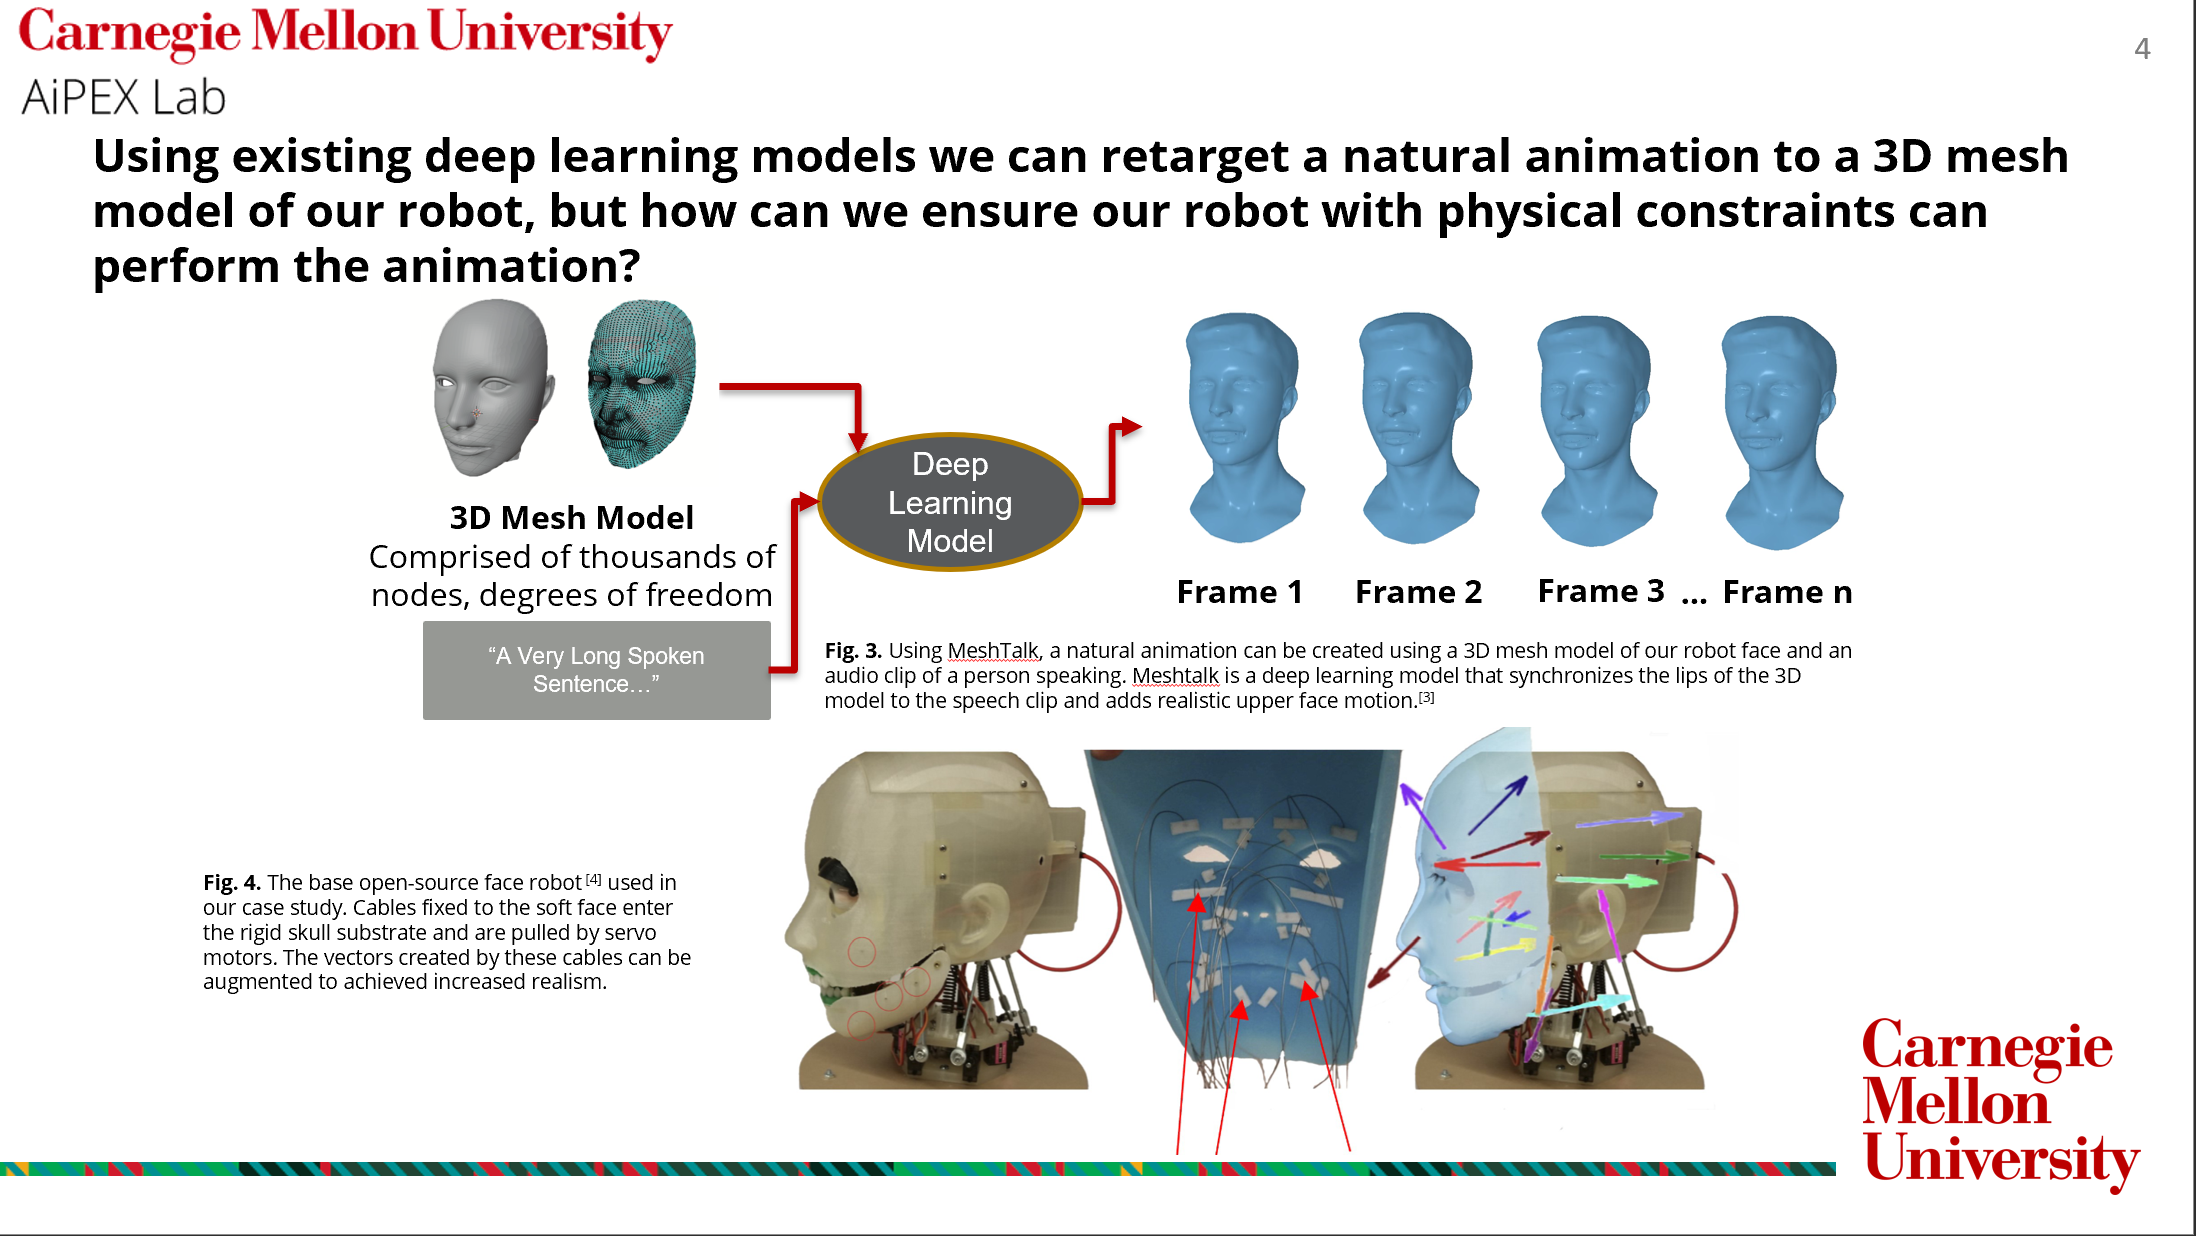 Carnegie Mellon University
4
AiPEX Lab
Using existing deep learning models we can retarget a natural animation to a 3D mesh
model of our robot, but how can we ensure our robot with physical constraints can
perform the animation?
3D Mesh Model
Comprised of thousands of
nodes, degrees of freedom
"A Very Long Spoken
Sentence..."
Deep
Learning
Model
Frame 1
Frame 2
Frame 3
...
Frame n
Fig. 3. Using MeshTalk, a natural animation can be created using a 3D mesh model of our robot face and an
audio clip of a person speaking. Meshtalk is a deep learning model that synchronizes the lips of the 3D
model to the speech clip and adds realistic upper face motion.[3]
Fig. 4. The base open-source face robot [4] used in
our case study. Cables fixed to the soft face enter
the rigid skull substrate and are pulled by servo
motors. The vectors created by these cables can be
augmented to achieved increased realism.
Carnegie
Mellon
University